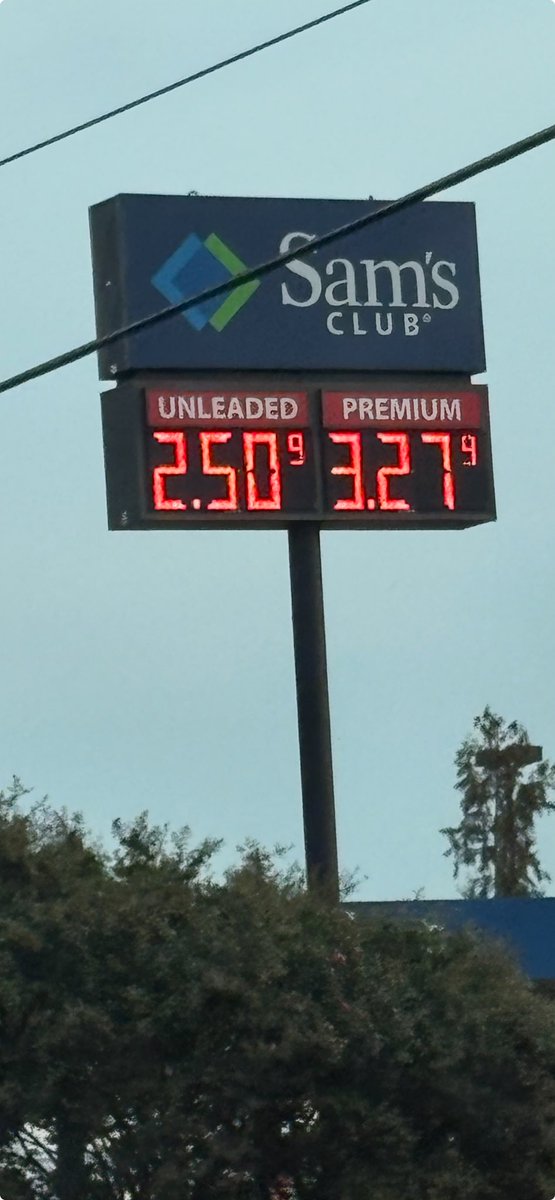 Sam's
CLUB®
UNLEADED PREMIUM
2.50 9 3.27 9